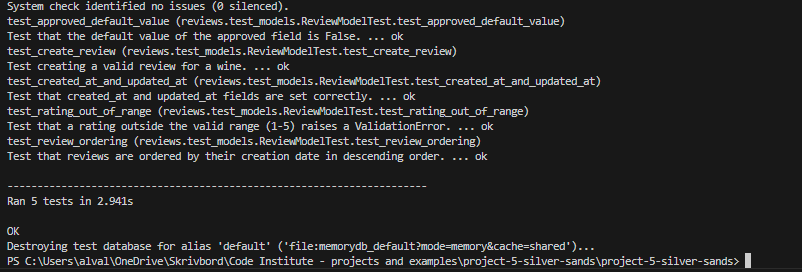 System check identified no issues (0 silenced).
test_approved_default_value (reviews.test_models.ReviewModelTest.test_approved_default_value)
Test that the default value of the approved field is False. ... ok
test_create_review (reviews.test_models.ReviewModelTest.test_create_review)
Test creating a valid review for a wine. ... ok
test_created_at_and_updated_at (reviews.test_models.ReviewModelTest.test_created_at_and_updated_at)
Test that created_at and updated_at fields are set correctly. ... ok
test_rating_out_of_range (reviews.test_models.ReviewModelTest.test_rating_out_of_range)
Test that a rating outside the valid range (1-5) raises a ValidationError. ... ok
test_review_ordering (reviews.test_models.ReviewModelTest.test_review_ordering)
Test that reviews are ordered by their creation date in descending order. ... ok
----------------------------------------------------------------------
Ran 5 tests in 2.941s
OK
Destroying test database for alias 'default' ('file:memorydb_default?mode=memory&cache=shared')...
PS C:\Users\alval\OneDrive\Skrivbord\Code Institute - projects and examples\project-5-silver-sands\project-5-silver-sands>